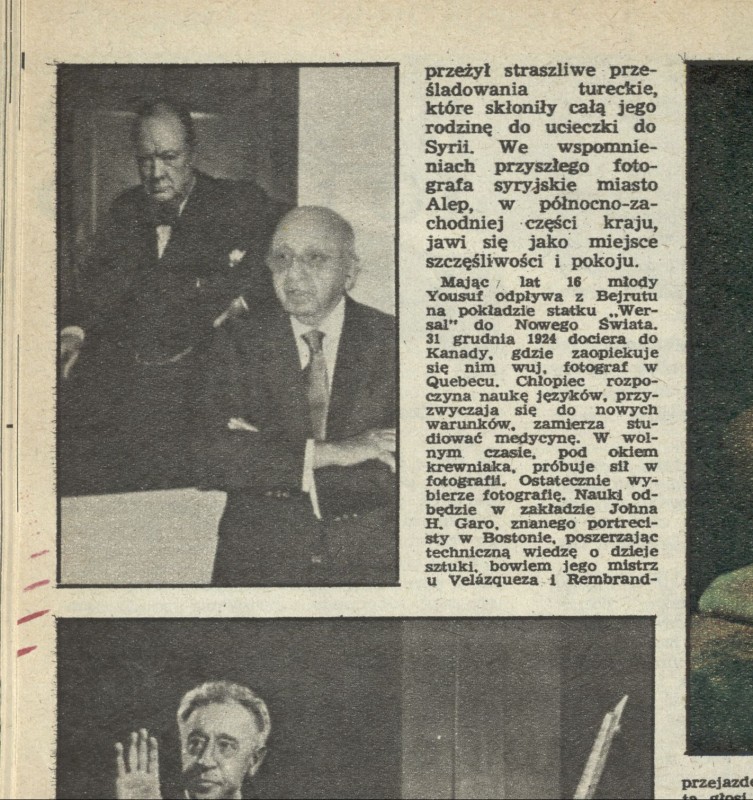 przeżył straszliwe prze-
śladowania tureckie,
które skłoniły całą jego
rodzinę do ucieczki do
Syrii. We wspomnie-
niach przyszłego foto-
grafa syryjskie miasto
Alep, w północno-za-
chodniej części kraju,
jawi się jako miejsce
szczęśliwości i pokoju.
Mając lat 16 młody
Yousuf odpływa z Bejrutu
na pokładzie statku „Wer-
sal" do Nowego Świata.
31 grudnia 1924 dociera do
Kanady, gdzie zaopiekuje
się nim wuj, fotograf w
Quebecu. Chłopiec rozpo-
czyna naukę języków, przy-
zwyczaja się do nowych
warunków, zamierza stu-
diować medycynę. W wol-
nym czasie, pod okiem
krewniaka, próbuje sił w
fotografii. Ostatecznie wy-
bierze fotografię. Nauki od-
będzie w zakładzie Johna
H. Garo, znanego portreci-
sty w Bostonie, poszerzając
techniczną wiedzę o dzieje
sztuki, bowiem jego mistrz
u Velázqueza i Rembrand-
przejazde